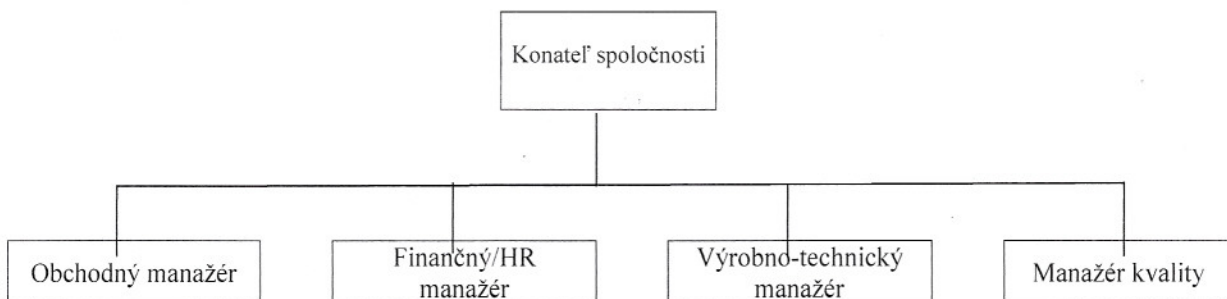 Konateľ spoločnosti
Obchodný manažér
Finančný/HR
manažér
Výrobno-technický
manažér
Manažér kvality